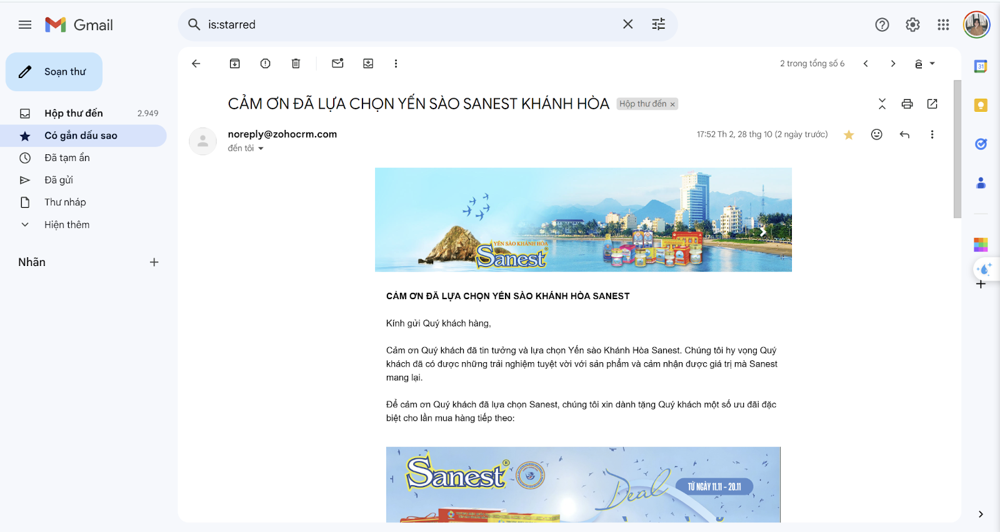 Gmail
is:starred
Soạn thư
Hộp thư đến 2.949
Có gắn dấu sao
Đã tạm ẩn
Đã gửi
Thư nháp
Hiện thêm
Nhãn
2 trong tổng số 6
CẢM ƠN ĐÃ LỰA CHỌN YẾN SÀO SANEST KHÁNH HÒA Hộp thư đến ×
noreply@zohocrm.com 17:52 Th 2, 28 thg 10 (2 ngày trước)
đến tôi
YẾN SÀO KHÁNH HÒA
Sanest®
CẢM ƠN ĐÃ LỰA CHỌN YẾN SÀO KHÁNH HÒA SANEST
Kính gửi Quý khách hàng,
Cảm ơn Quý khách đã tin tưởng và lựa chọn Yến sào Khánh Hòa Sanest. Chúng tôi hy vọng Quý
khách đã có được những trải nghiệm tuyệt vời với sản phẩm và cảm nhận được giá trị mà Sanest
mang lại.
Để cảm ơn Quý khách đã lựa chọn Sanest, chúng tôi xin dành tặng Quý khách một số ưu đãi đặc
biệt cho lần mua hàng tiếp theo:
Sanest®
Deal
TỪ NGÀY 11.11 - 20.11
31